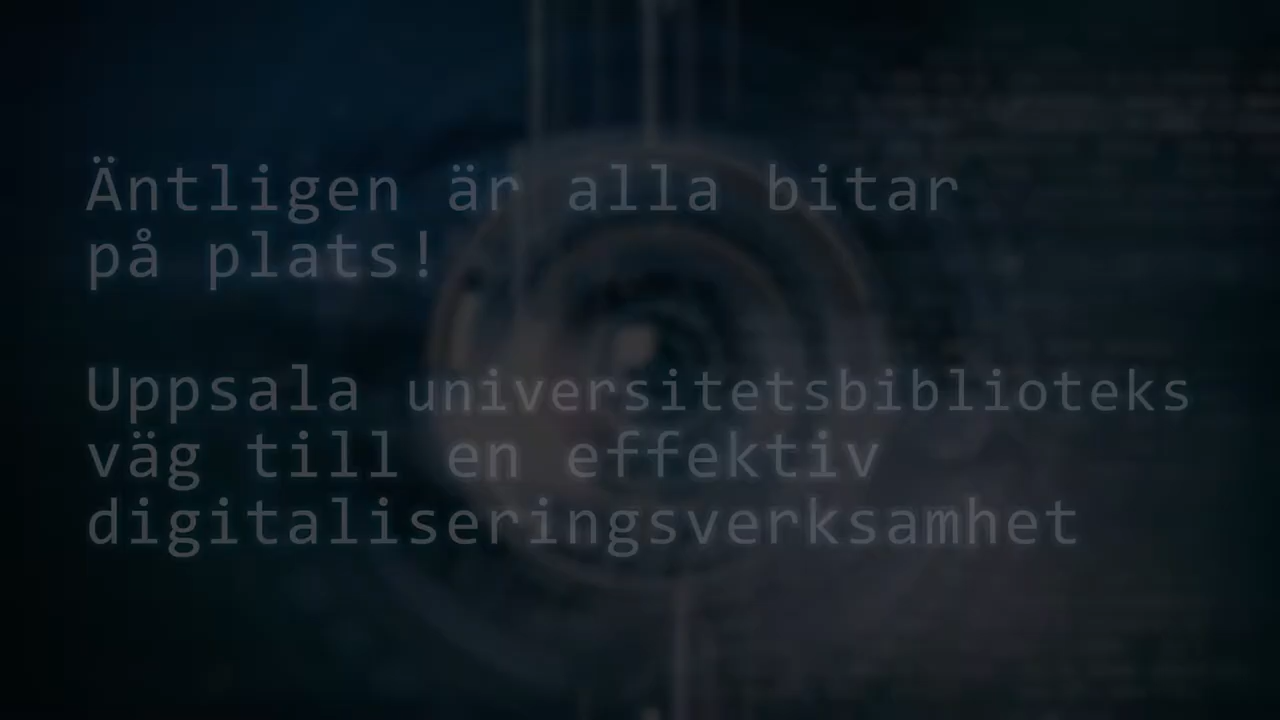 Äntligen är alla bitar
på plats!
Uppsala universitetsbiblioteks
väg till en effektiv
digitaliseringsverksamhet